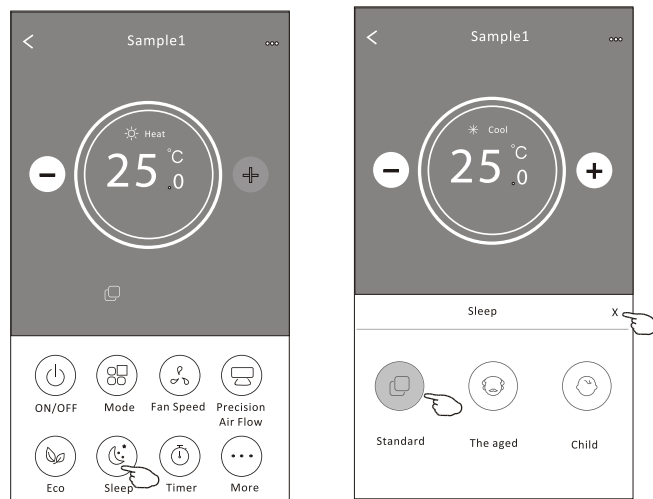 Sample1
Heat
25.0 °C
ON/OFF
Mode
Fan Speed
Precision
Air Flow
Eco
Sleep
Timer
More
Sample1
Cool
25.0 °C
Sleep
X
Standard
The aged
Child